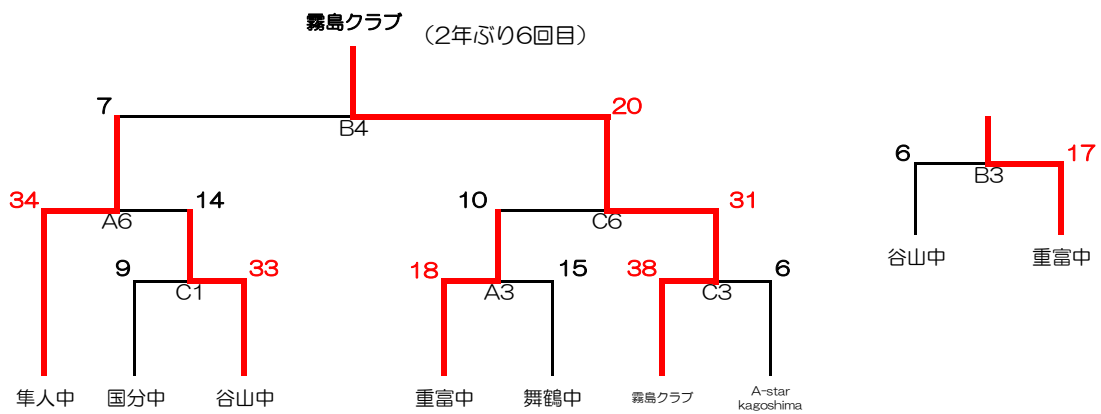 霧島クラブ (2年ぶり6回目)
7 20
B4
34 14 10 31
A6 C6
9 33 18 15 38 6
C1 A3 C3
隼人中 国分中 谷山中 重富中 舞鶴中 霧島クラブ A-star
kagoshima
6 17
B3
谷山中 重富中